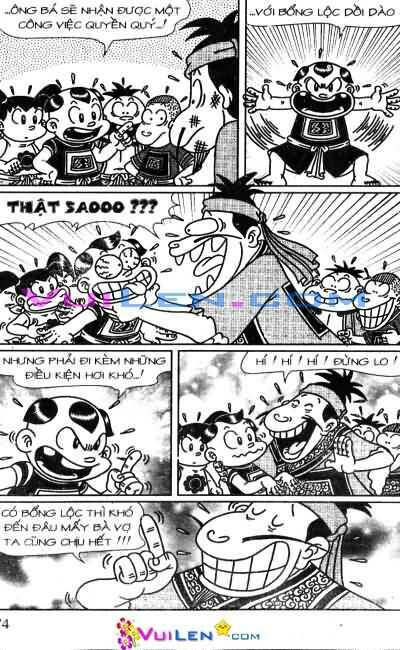 ..ÔNG BÁ SẼ NHẬN ĐƯỢC MỘT
CÔNG VIỆC QUYỀN QUÝ..!
...VỚI BỔNG LỘC DỒI DÀO
THẬT SAOOO ???
VUILEN.COM
NHƯNG PHẢI ĐI KÈM NHỮNG
ĐIỀU KIỆN HƠI KHÓ...!
HÍ ! HÍ ! HÍ ! ĐỪNG LO !
CÓ BỔNG LỘC THÌ KHÓ
ĐẾN ĐÂU MẤY BÀ VỢ
TA CŨNG CHỊU HẾT !!!
74
VUILEN.COM